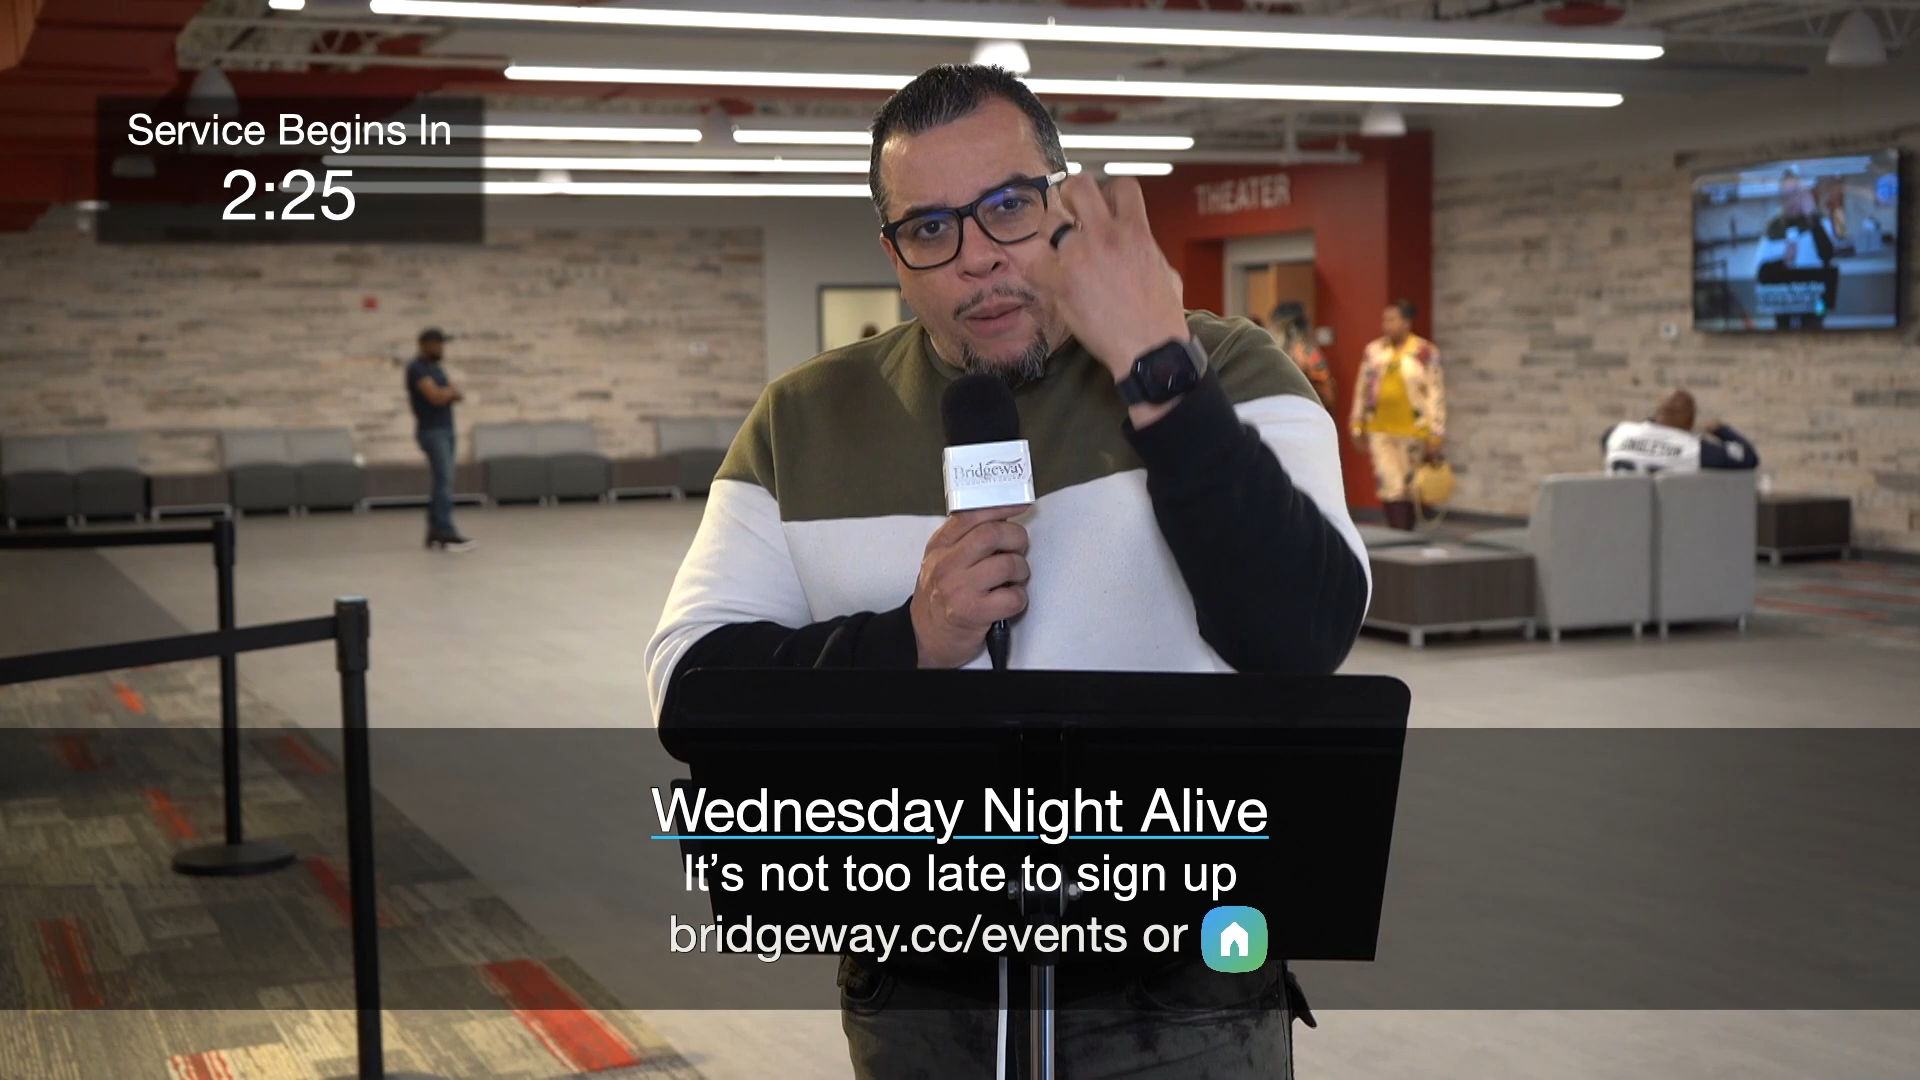 Service Begins In
2:25
THEATER
Bridgeway
Wednesday Night Alive
It’s not too late to sign up
bridgeway.cc/events or